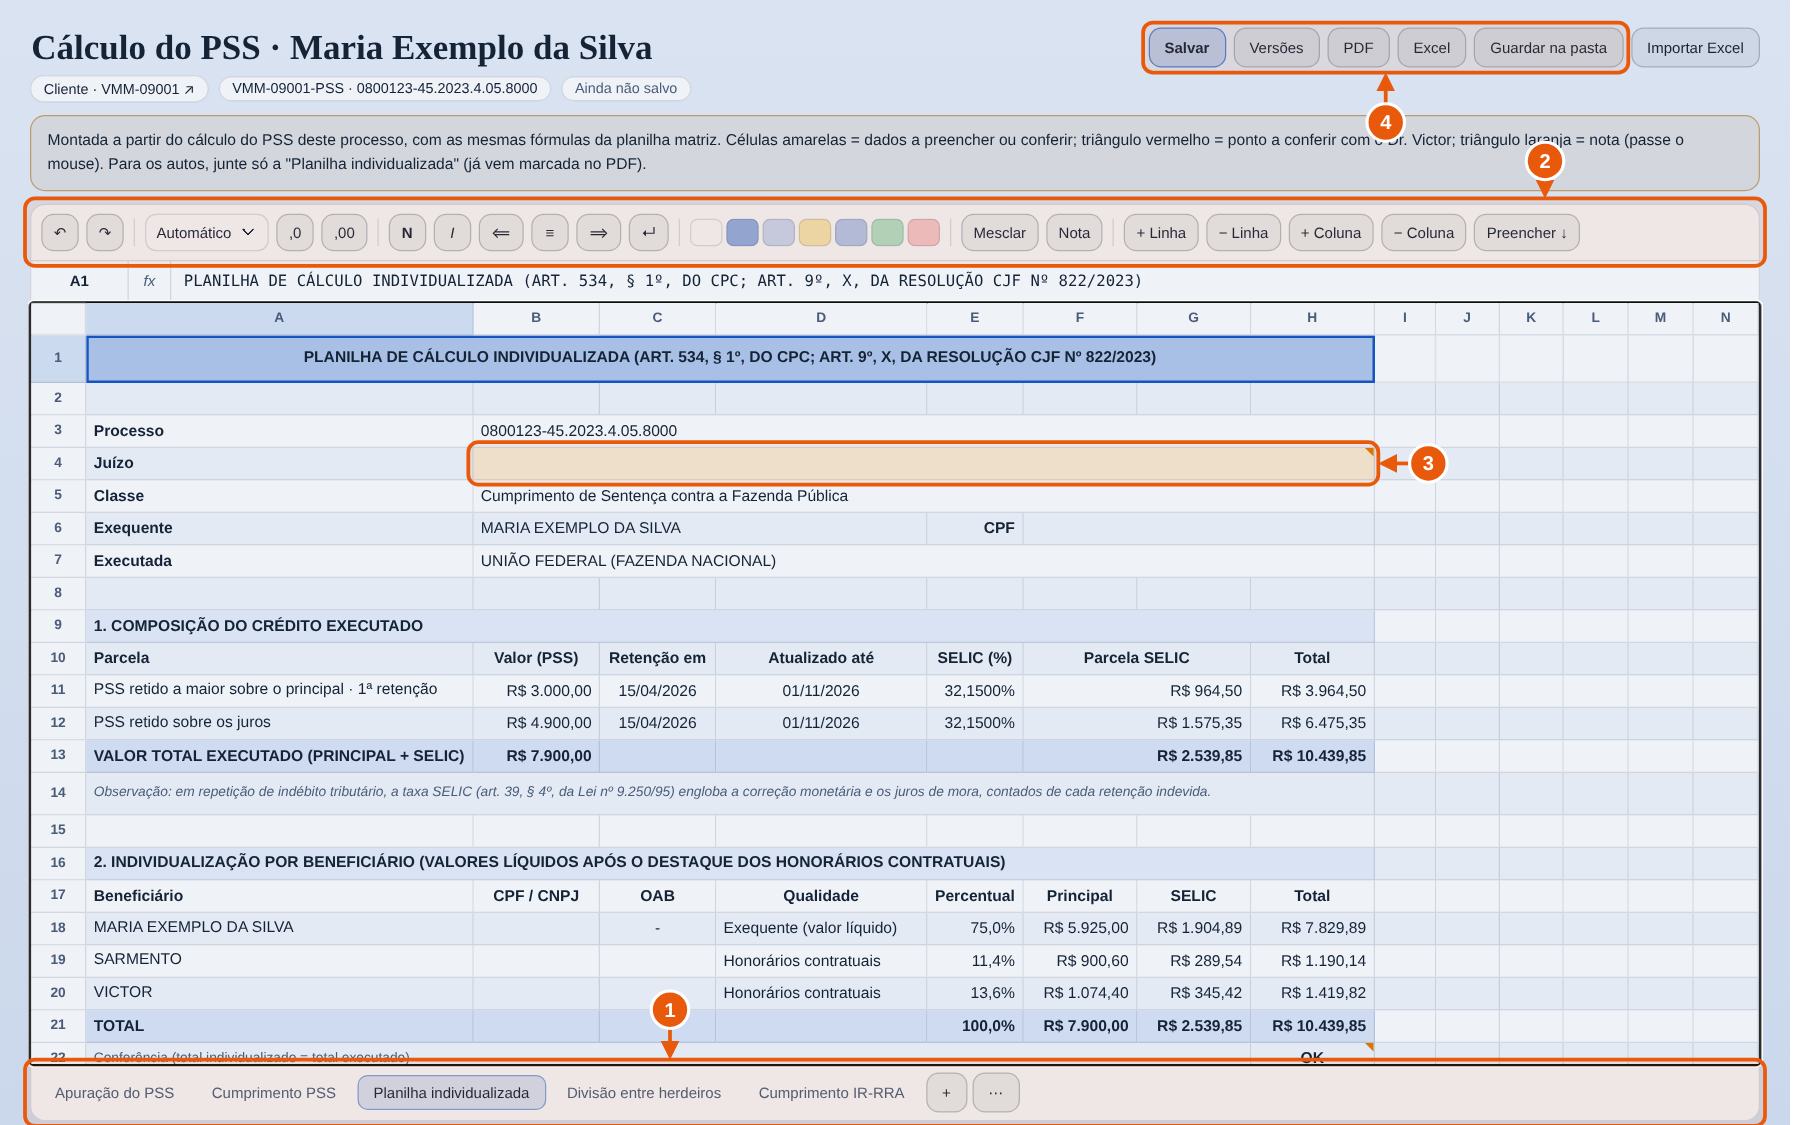 Cálculo do PSS · Maria Exemplo da Silva
Salvar Versões PDF Excel Guardar na pasta Importar Excel
Cliente · VMM-09001 ↗ VMM-09001-PSS · 0800123-45.2023.4.05.8000 Ainda não salvo
4
Montada a partir do cálculo do PSS deste processo, com as mesmas fórmulas da planilha matriz. Células amarelas = dados a preencher ou conferir; triângulo vermelho = ponto a conferir com o Dr. Victor; triângulo laranja = nota (passe o
mouse). Para os autos, junte só a "Planilha individualizada" (já vem marcada no PDF).
2
↶ ↷ Automático ,0 ,00 N I ⟸ ≡ ⟹ ↵ Mesclar Nota + Linha − Linha + Coluna − Coluna Preencher ↓
A1 fx PLANILHA DE CÁLCULO INDIVIDUALIZADA (ART. 534, § 1º, DO CPC; ART. 9º, X, DA RESOLUÇÃO CJF Nº 822/2023)
A B C D E F G H I J K L M N
1 PLANILHA DE CÁLCULO INDIVIDUALIZADA (ART. 534, § 1º, DO CPC; ART. 9º, X, DA RESOLUÇÃO CJF Nº 822/2023)
2
3 Processo 0800123-45.2023.4.05.8000
4 Juízo 3
5 Classe Cumprimento de Sentença contra a Fazenda Pública
6 Exequente MARIA EXEMPLO DA SILVA CPF
7 Executada UNIÃO FEDERAL (FAZENDA NACIONAL)
8
9 1. COMPOSIÇÃO DO CRÉDITO EXECUTADO
10 Parcela Valor (PSS) Retenção em Atualizado até SELIC (%) Parcela SELIC Total
11 PSS retido a maior sobre o principal · 1ª retenção R$ 3.000,00 15/04/2026 01/11/2026 32,1500% R$ 964,50 R$ 3.964,50
12 PSS retido sobre os juros R$ 4.900,00 15/04/2026 01/11/2026 32,1500% R$ 1.575,35 R$ 6.475,35
13 VALOR TOTAL EXECUTADO (PRINCIPAL + SELIC) R$ 7.900,00 R$ 2.539,85 R$ 10.439,85
14 Observação: em repetição de indébito tributário, a taxa SELIC (art. 39, § 4º, da Lei nº 9.250/95) engloba a correção monetária e os juros de mora, contados de cada retenção indevida.
15
16 2. INDIVIDUALIZAÇÃO POR BENEFICIÁRIO (VALORES LÍQUIDOS APÓS O DESTAQUE DOS HONORÁRIOS CONTRATUAIS)
17 Beneficiário CPF / CNPJ OAB Qualidade Percentual Principal SELIC Total
18 MARIA EXEMPLO DA SILVA - Exequente (valor líquido) 75,0% R$ 5.925,00 R$ 1.904,89 R$ 7.829,89
19 SARMENTO Honorários contratuais 11,4% R$ 900,60 R$ 289,54 R$ 1.190,14
20 VICTOR Honorários contratuais 13,6% R$ 1.074,40 R$ 345,42 R$ 1.419,82
1
21 TOTAL 100,0% R$ 7.900,00 R$ 2.539,85 R$ 10.439,85
22 Conferência (total individualizado = total executado) OK
Apuração do PSS Cumprimento PSS Planilha individualizada Divisão entre herdeiros Cumprimento IR-RRA + ···